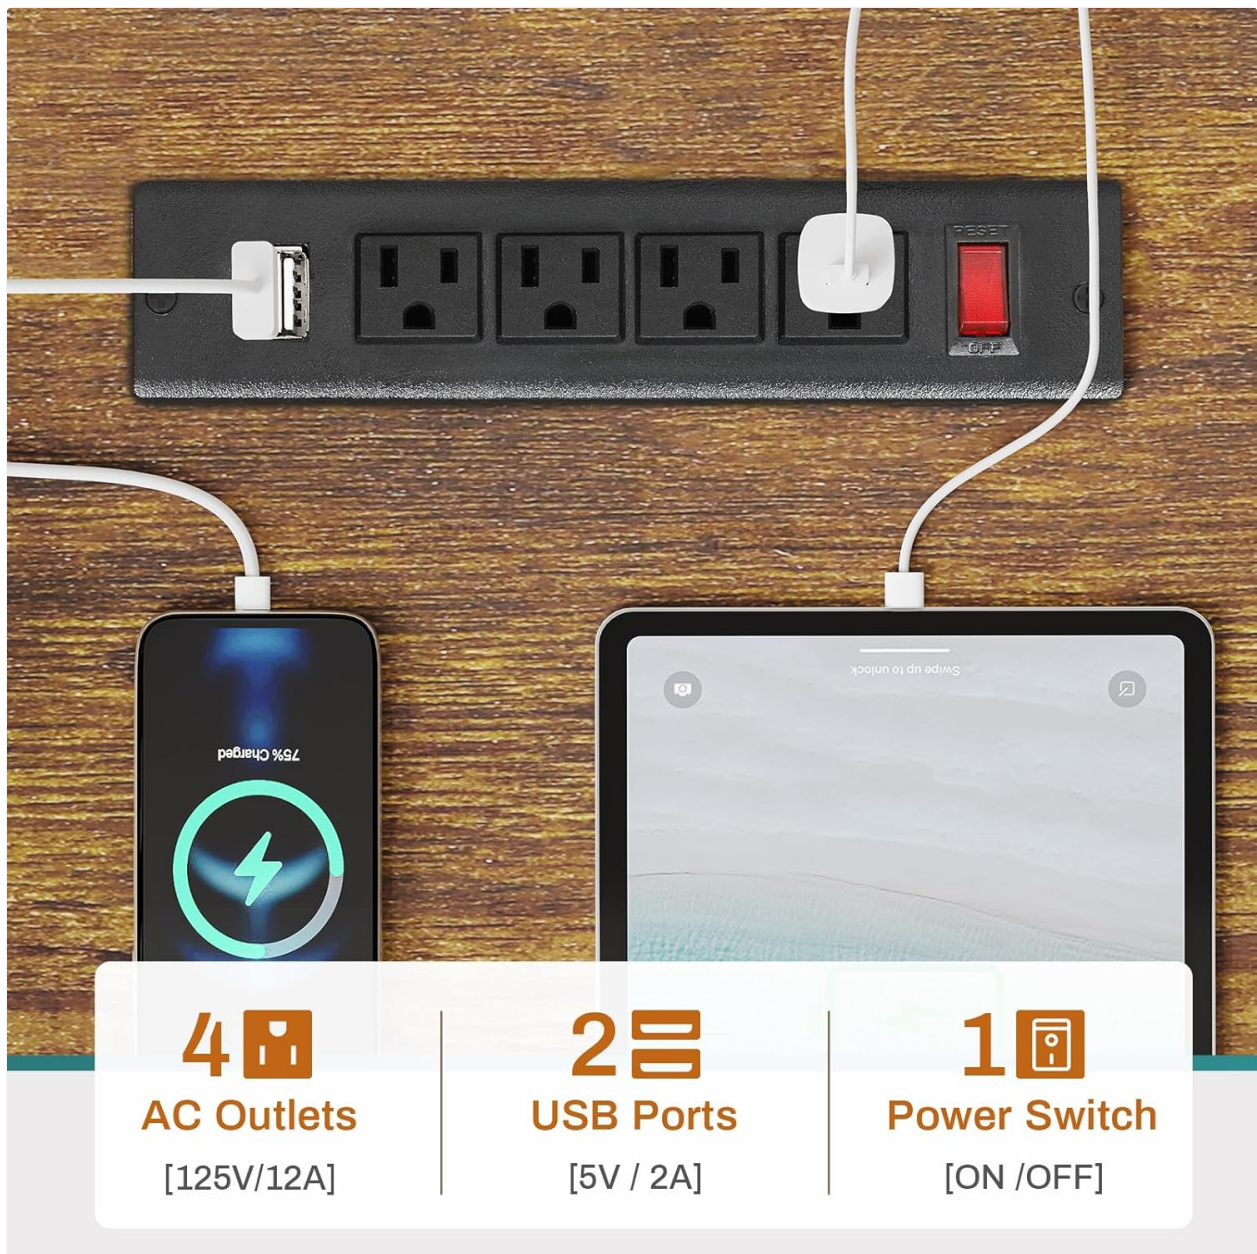 RESET
OFF
75% Charged
Swipe up to unlock
4
AC Outlets
[125V/12A]
2
USB Ports
[5V / 2A]
1
Power Switch
[ON /OFF]